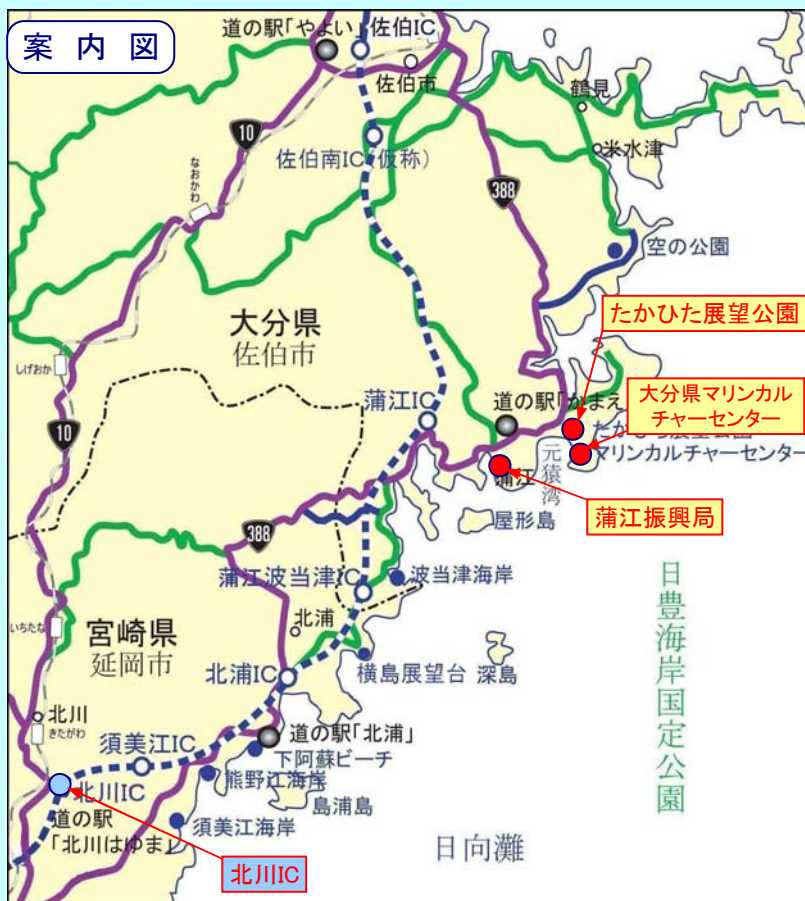 案内図
道の駅「やよい」
佐伯IC
佐伯市
鶴見
10
佐伯南IC(仮称)
米水津
なおかわ
388
空の公園
たかひた展望公園
大分県
佐伯市
しげおか
大分県マリンカル
チャーセンター
蒲江IC
道の駅「かまえ
10
マリンカルチャーセンター
蒲江
元猿湾
蒲江振興局
屋形島
388
蒲江波当津IC
波当津海岸
日豊海岸国定公園
いちたな
宮崎県
延岡市
北浦
北浦IC
横島展望台
深島
北川
きたがわ
須美江IC
道の駅「北浦」
下阿蘇ビーチ
北川IC
熊野江海岸
島浦島
道の駅
「北川はゆま」
須美江海岸
日向灘
北川IC